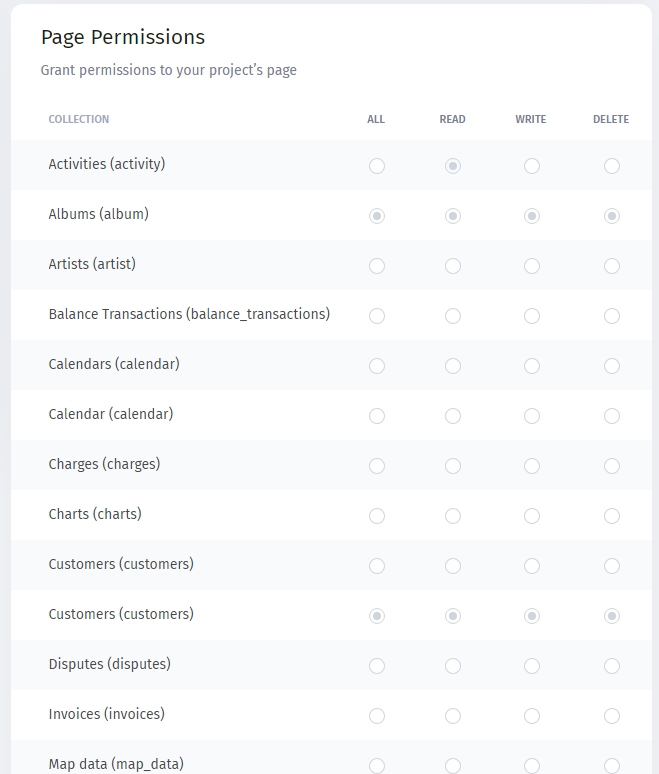 Page Permissions
Grant permissions to your project’s page
COLLECTION ALL READ WRITE DELETE
Activities (activity)
Albums (album)
Artists (artist)
Balance Transactions (balance_transactions)
Calendars (calendar)
Calendar (calendar)
Charges (charges)
Charts (charts)
Customers (customers)
Customers (customers)
Disputes (disputes)
Invoices (invoices)
Map data (map_data)